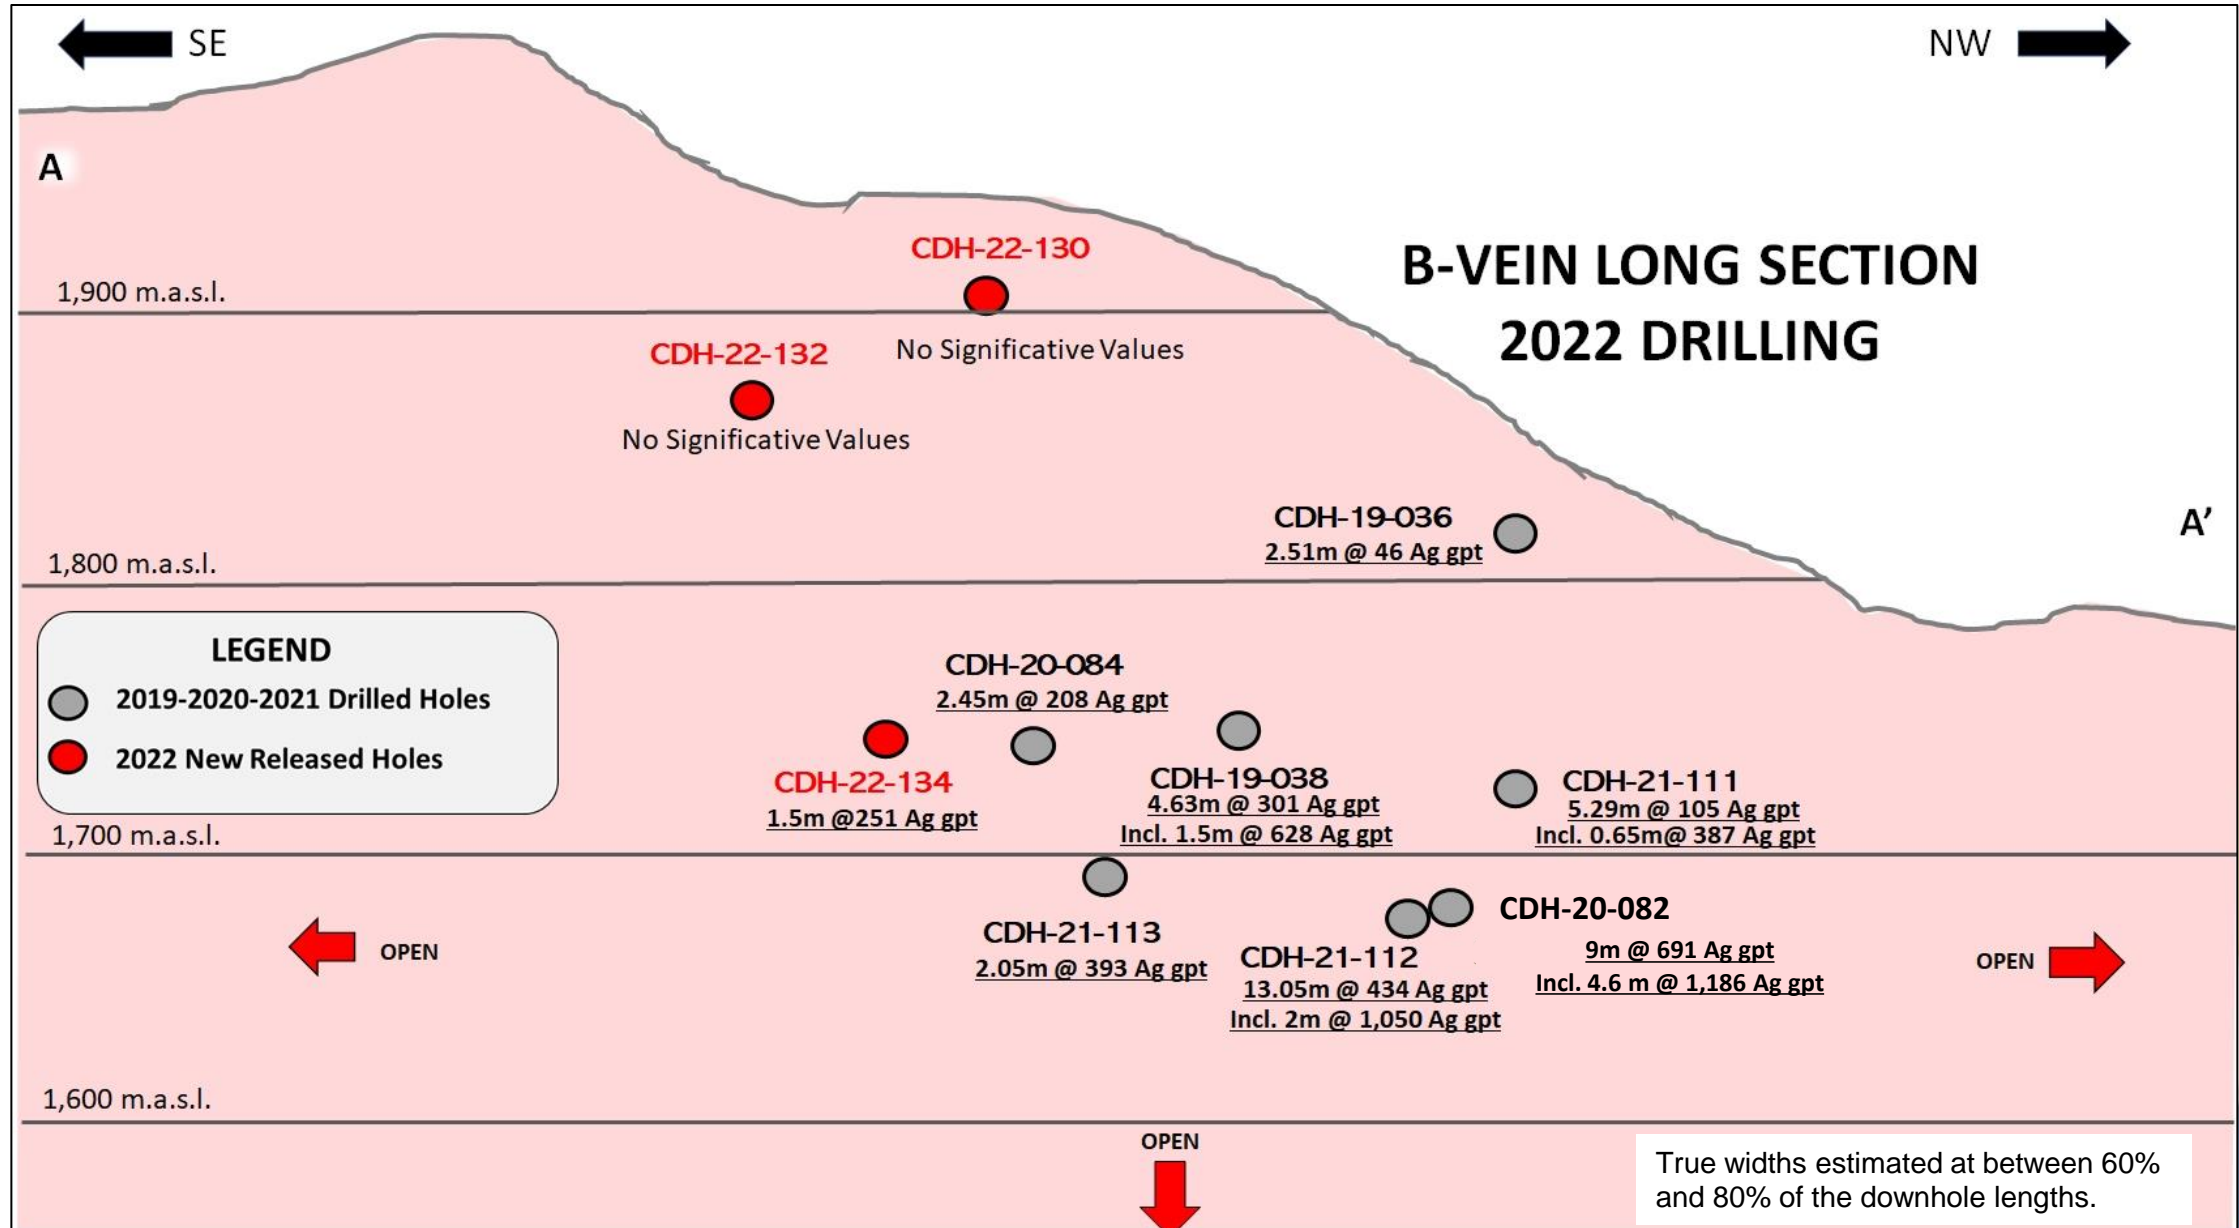 SE
NW
A
B-VEIN LONG SECTION
2022 DRILLING
CDH-22-130
1,900 m.a.s.l.
No Significative Values
CDH-22-132
No Significative Values
CDH-19-036
2.51m @ 46 Ag gpt
A’
1,800 m.a.s.l.
LEGEND
2019-2020-2021 Drilled Holes
2022 New Released Holes
CDH-20-084
2.45m @ 208 Ag gpt
CDH-22-134
1.5m @251 Ag gpt
CDH-19-038
4.63m @ 301 Ag gpt
Incl. 1.5m @ 628 Ag gpt
CDH-21-111
5.29m @ 105 Ag gpt
Incl. 0.65m@ 387 Ag gpt
1,700 m.a.s.l.
CDH-21-113
2.05m @ 393 Ag gpt
CDH-21-112
13.05m @ 434 Ag gpt
Incl. 2m @ 1,050 Ag gpt
CDH-20-082
9m @ 691 Ag gpt
Incl. 4.6 m @ 1,186 Ag gpt
OPEN
OPEN
1,600 m.a.s.l.
OPEN
True widths estimated at between 60%
and 80% of the downhole lengths.